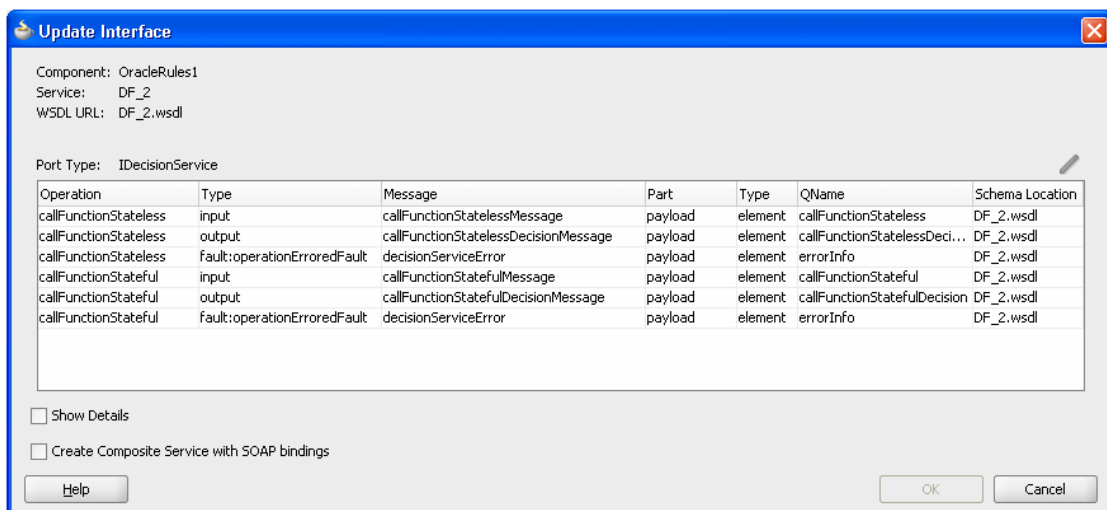 Update Interface
Component: OracleRules1
Service: DF_2
WSDL URL: DF_2.wsdl
Port Type: IDecisionService
Operation Type Message Part Type QName Schema Location
callFunctionStateless input callFunctionStatelessMessage payload element callFunctionStateless DF_2.wsdl
callFunctionStateless output callFunctionStatelessDecisionMessage payload element callFunctionStatelessDeci... DF_2.wsdl
callFunctionStateless fault:operationErroredFault decisionServiceError payload element errorInfo DF_2.wsdl
callFunctionStateful input callFunctionStatefulMessage payload element callFunctionStateful DF_2.wsdl
callFunctionStateful output callFunctionStatefulDecisionMessage payload element callFunctionStatefulDecision DF_2.wsdl
callFunctionStateful fault:operationErroredFault decisionServiceError payload element errorInfo DF_2.wsdl
Show Details
Create Composite Service with SOAP bindings
Help OK Cancel